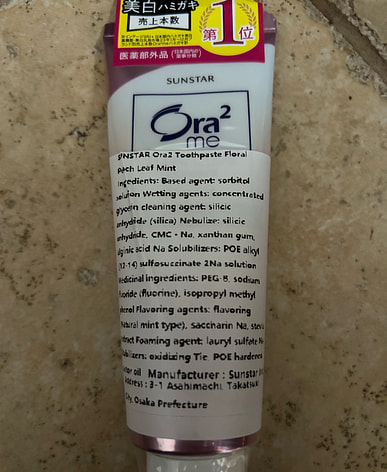 美白ハミガキ
売上本数
第1位
医薬部外品
SUNSTAR
Ora²
me
SUNSTAR Ora2 Toothpaste Floral
Leaf Mint
Ingredients: Based agent: sorbitol
solution Wetting agents: concentrated
glycerin cleaning agent: silicic
anhydride (silica) Nebulize: silicic
anhydride, CMC • Na, xanthan gum,
alginic acid Na Solubilizers: POE alkyl
(12-14) sulfosuccinate 2Na solution
Medicinal ingredients: PEG-8, sodium
fluoride (fluorine), isopropyl methyl
phenol Flavoring agents: flavoring
(natural mint type), saccharin Na, stevia
extract Foaming agent: lauryl sulfate Na
oxidizing Tie, POE hardened
castor oil Manufacturer : Sunstar
Address : 3-1 Asahimachi, Takatsuki
City, Osaka Prefecture